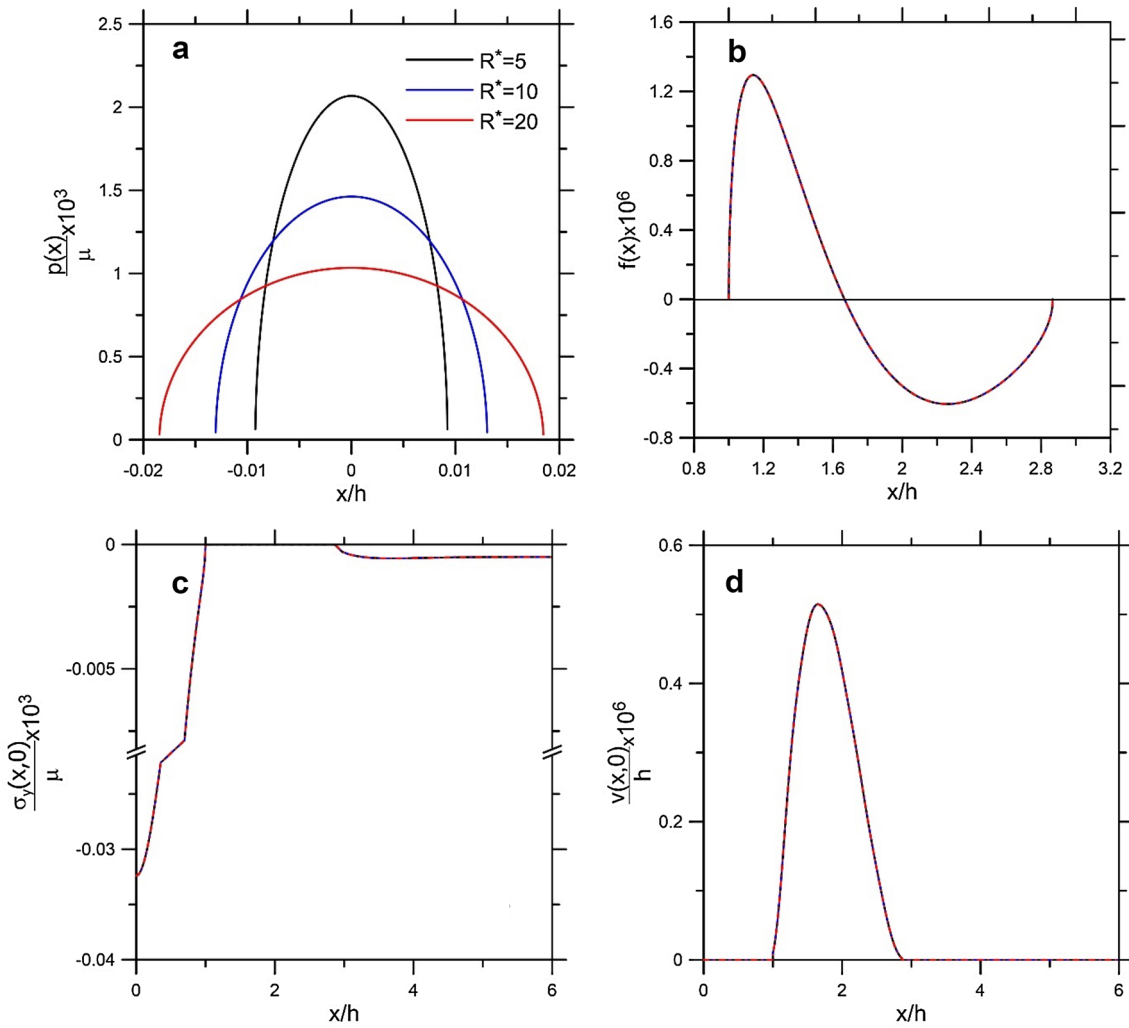 a
R*=5
R*=10
R*=20
2.5
2
1.5
1
0.5
0
p(x)/μ x10³
-0.02 -0.01 0 0.01 0.02
x/h
b
1.6
1.2
0.8
0.4
0
-0.4
-0.8
f(x)x10⁶
0.8 1.2 1.6 2 2.4 2.8 3.2
x/h
c
0
-0.005
-0.03
-0.04
σy(x,0)/μ x10³
0 2 4 6
x/h
d
0.6
0.4
0.2
0
v(x,0)/h x10⁶
0 2 4 6
x/h